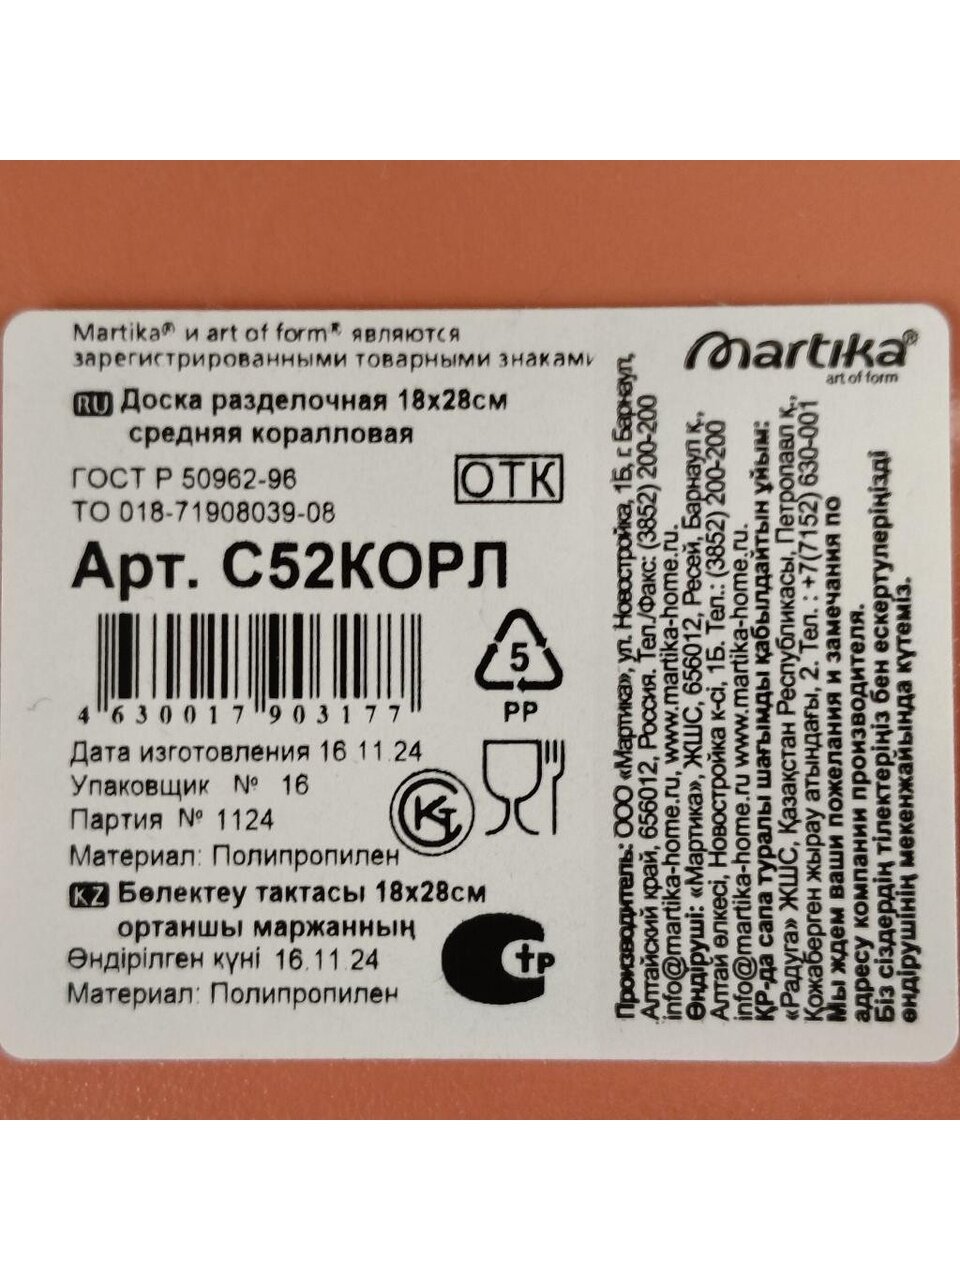 Martika® и art of form® являются
зарегистрированными товарными знаками
RU Доска разделочная 18х28см
средняя коралловая
ГОСТ Р 50962-96
ТО 018-71908039-08
ОТК
Арт. С52КОРЛ
4 630017 903177
5
PP
Дата изготовления 16 11.24
Упаковщик № 16
Партия № 1124
Материал: Полипропилен
KZ Бөлектеу тактасы 18х28см
ортаншы маржанның
Өндірілген күні 16.11.24
Материал: Полипропилен
Martika®
art of form
Производитель: ООО «Мартика», ул. Новостройка, 1Б, г. Барнаул,
Алтайский край, 656012, Россия. Тел./Факс: (3852) 200-200
info@martika-home.ru, www.martika-home.ru.
Өндіруші: «Мартика», ЖШС, 656012, Ресей, Барнаул қ.,
Алтай өлкесі, Новостройка к-сі, 1Б. Тел.: (3852) 200-200
info@martika-home.ru www.martika-home.ru.
ҚР-да сапа туралы шағымды қабылдайтын ұйым:
«Радуга» ЖШС, Қазақстан Республикасы, Петропавл қ.,
Қожаберген жырау атындағы, 2. Тел. : +7(7152) 630-001
Мы ждем ваши пожелания и замечания по
адресу компании производителя.
Біз сіздердің тілектеріңіз бен ескертулеріңізді
өндірушінің мекенжайында күтеміз.